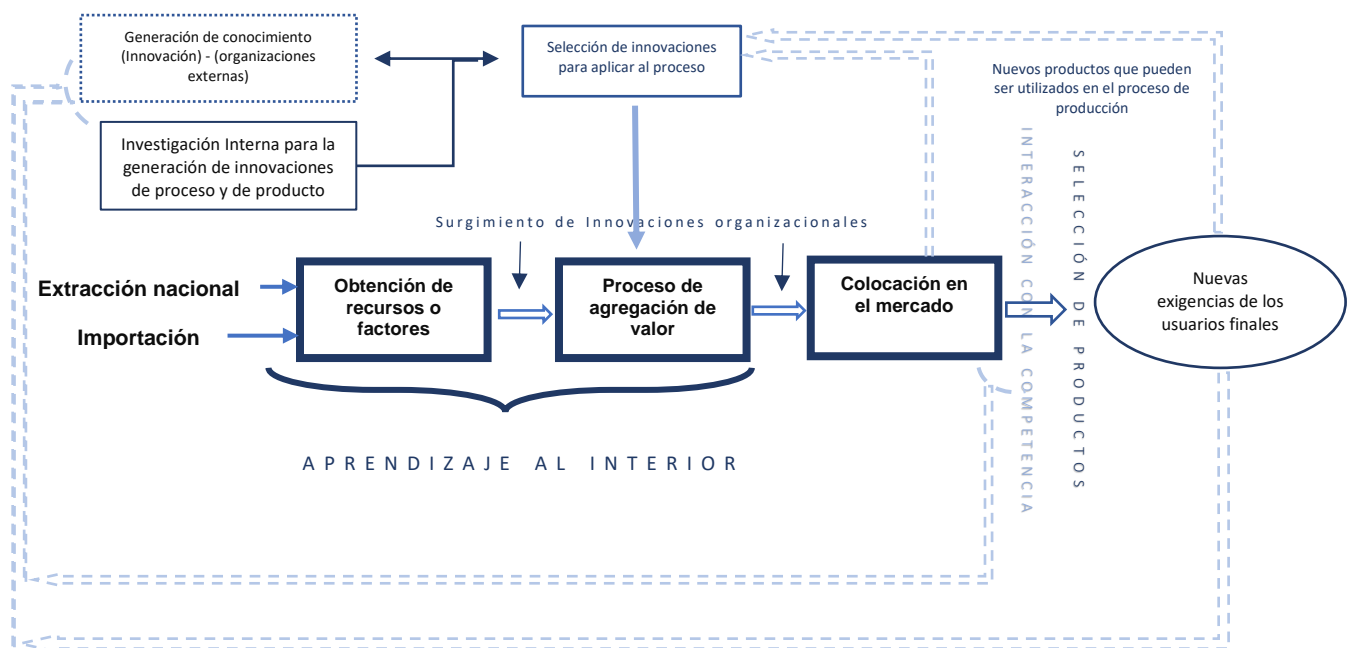 Generación de conocimiento
(Innovación) - (organizaciones
externas)
Selección de innovaciones
para aplicar al proceso
Nuevos productos que pueden
ser utilizados en el proceso de
producción
Investigación Interna para la
generación de innovaciones
de proceso y de producto
Surgimiento de Innovaciones organizacionales
Extracción nacional
Importación
Obtención de
recursos o
factores
Proceso de
agregación de
valor
Colocación en
el mercado
INTERACCIÓN CON LA COMPETENCIA
SELECCIÓN DE PRODUCTOS
Nuevas
exigencias de los
usuarios finales
APRENDIZAJE AL INTERIOR